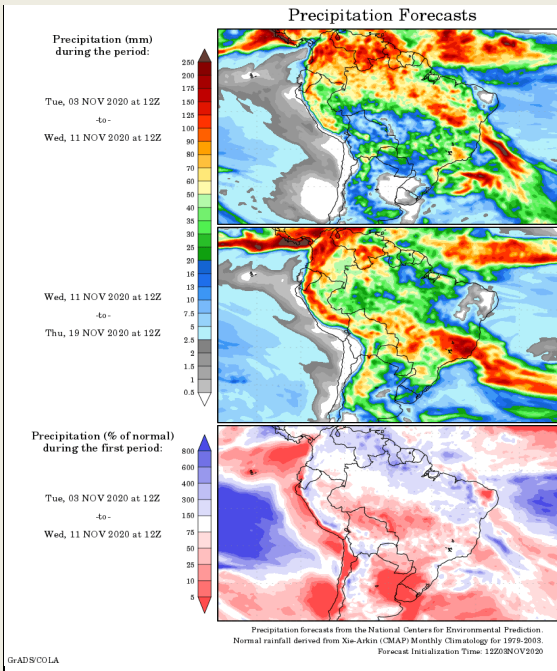 Precipitation Forecasts
Precipitation (mm)
during the period:
Tue, 03 NOV 2020 at 12Z
-to-
Wed, 11 NOV 2020 at 12Z
250
200
175
150
125
100
90
80
70
60
50
40
35
30
25
20
16
13
10
7.5
5
2.5
2
1.5
1
0.5
Wed, 11 NOV 2020 at 12Z
-to-
Thu, 19 NOV 2020 at 12Z
Precipitation (% of normal)
during the first period:
Tue, 03 NOV 2020 at 12Z
-to-
Wed, 11 NOV 2020 at 12Z
800
600
400
300
150
75
50
25
10
5
Precipitation forecasts from the National Centers for Environmental Prediction.
Normal rainfall derived from Xie-Arkin (CMAP) Monthly Climatology for 1979-2003.
Forecast Initialization Time: 12Z03NOV2020
GrADS/COLA